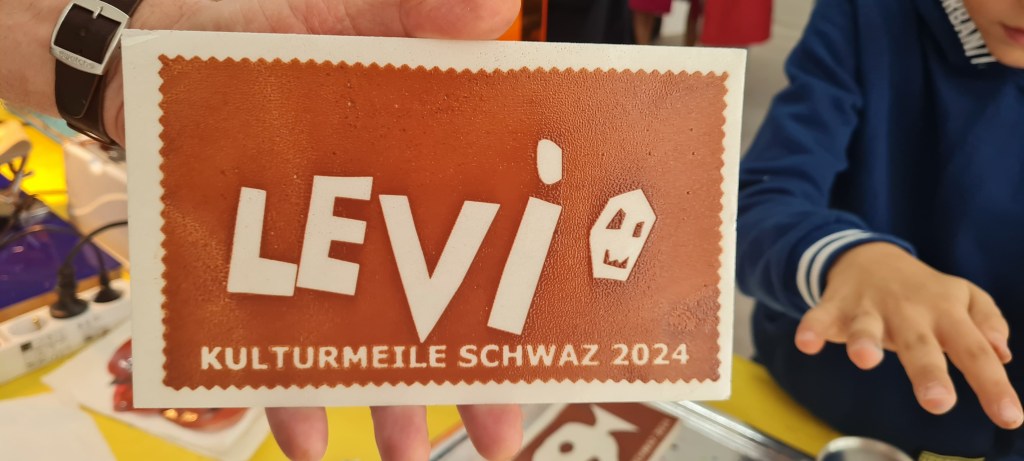 LEVi
KULTURMEILE SCHWAZ 2024